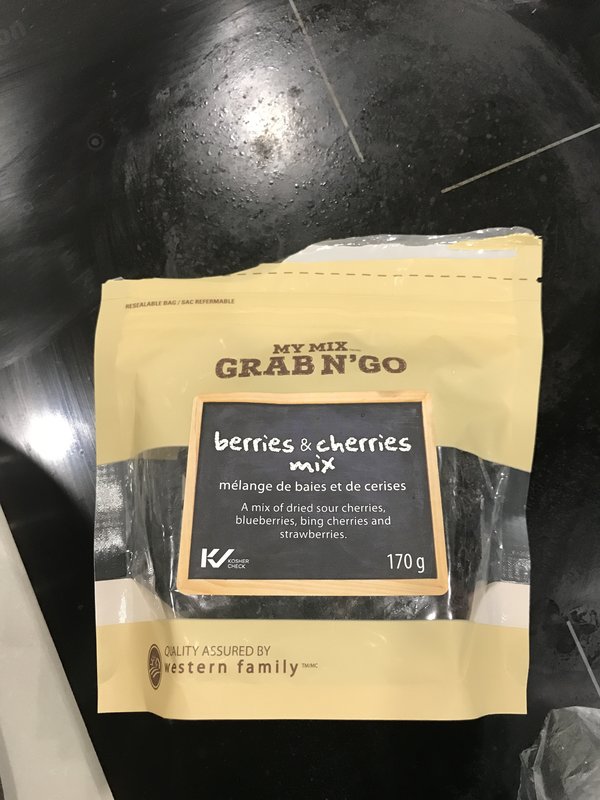 RESEALABLE BAG / SAC REFERMABLE
MY MIX
GRAB N'GO
berries & cherries
mix
mélange de baies et de cerises
A mix of dried sour cherries,
blueberries, bing cherries and
strawberries.
KOSHER
CHECK
170 g
QUALITY ASSURED BY
western family TM/MC